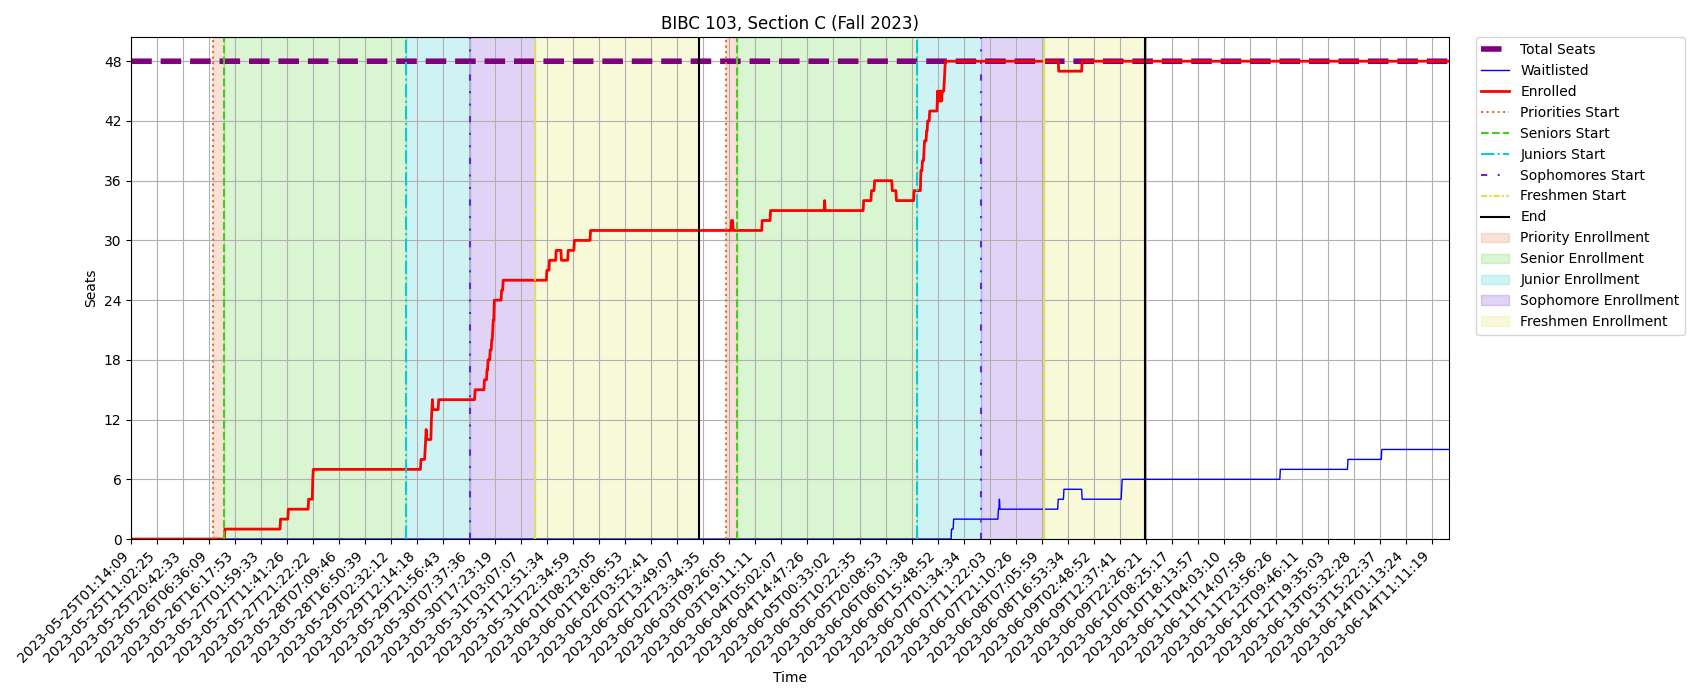 BIBC 103, Section C (Fall 2023)
Seats
48
42
36
30
24
18
12
6
0
2023-05-25T01:14:09
2023-05-25T11:02:25
2023-05-25T20:42:33
2023-05-26T06:36:09
2023-05-26T16:17:53
2023-05-27T01:59:33
2023-05-27T11:41:26
2023-05-27T21:22:22
2023-05-28T07:09:46
2023-05-28T16:50:39
2023-05-29T02:32:12
2023-05-29T12:14:18
2023-05-29T21:56:43
2023-05-30T07:37:36
2023-05-30T17:23:19
2023-05-31T03:07:07
2023-05-31T12:51:34
2023-05-31T22:34:59
2023-06-01T08:23:05
2023-06-01T18:06:53
2023-06-02T03:52:41
2023-06-02T13:49:07
2023-06-02T23:34:35
2023-06-03T09:26:05
2023-06-03T19:11:11
2023-06-04T05:02:07
2023-06-04T14:47:26
2023-06-05T00:33:02
2023-06-05T10:22:35
2023-06-05T20:08:53
2023-06-06T06:01:38
2023-06-06T15:48:52
2023-06-07T01:34:34
2023-06-07T11:22:03
2023-06-07T21:10:26
2023-06-08T07:05:59
2023-06-08T16:53:34
2023-06-09T02:48:52
2023-06-09T12:37:41
2023-06-09T22:26:21
2023-06-10T08:25:17
2023-06-10T18:13:57
2023-06-11T04:03:10
2023-06-11T14:07:58
2023-06-11T23:56:26
2023-06-12T09:46:11
2023-06-12T19:35:03
2023-06-13T05:32:28
2023-06-13T15:22:37
2023-06-14T01:13:24
2023-06-14T11:11:19
Time
Total Seats
Waitlisted
Enrolled
Priorities Start
Seniors Start
Juniors Start
Sophomores Start
Freshmen Start
End
Priority Enrollment
Senior Enrollment
Junior Enrollment
Sophomore Enrollment
Freshmen Enrollment